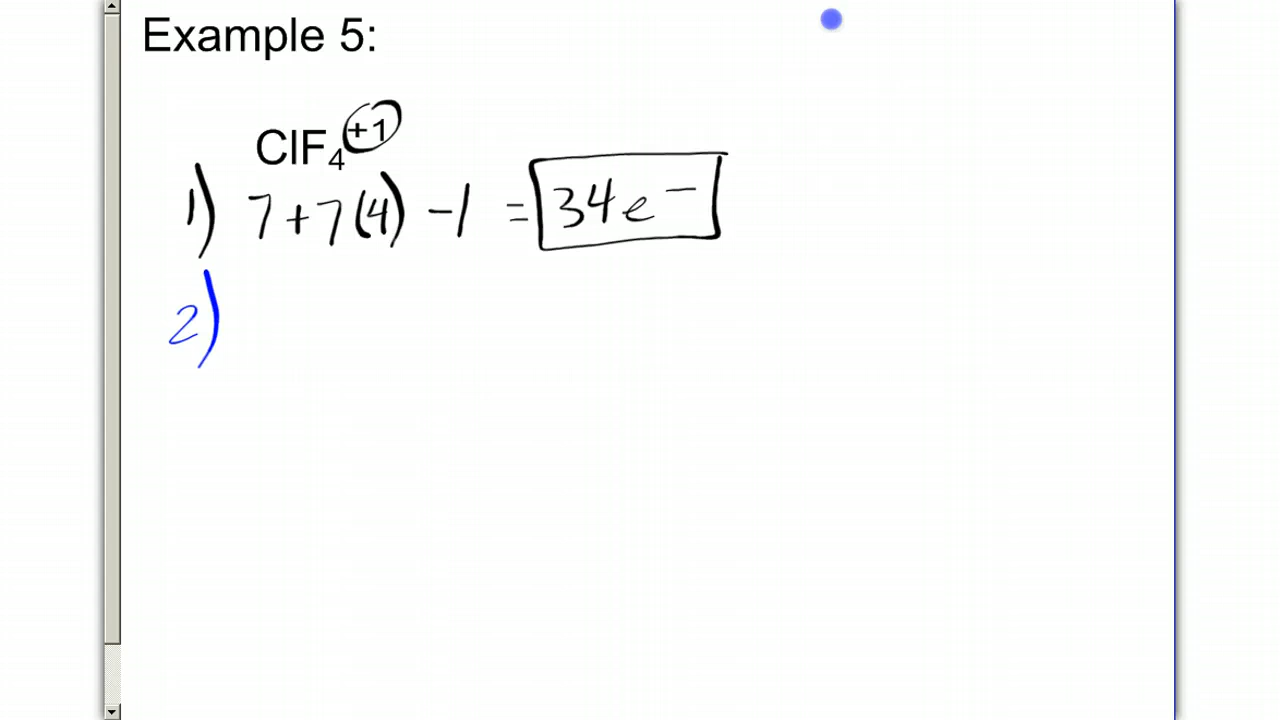 Example 5:
ClF₄⁺¹
1) 7 + 7(4) - 1 = 34e⁻
2)